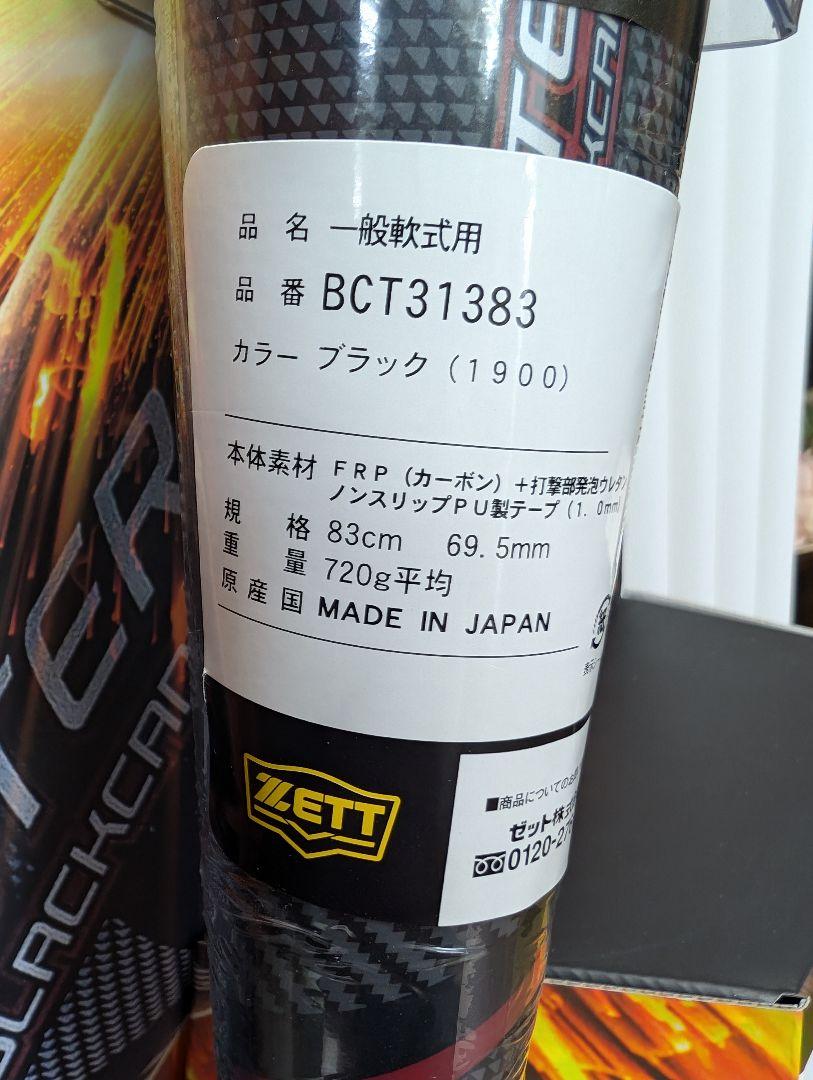 品名 一般軟式用
品番 BCT31383
カラー ブラック (1900)
本体素材 FRP (カーボン) +打撃部発泡ウレタン
ノンスリップPU製テープ (1.0mm)
規格 83cm 69.5mm
重量 720g平均
原産国 MADE IN JAPAN
ZETT
■商品についてのお
ゼット株式
0120-27
TER
BLACKCAN